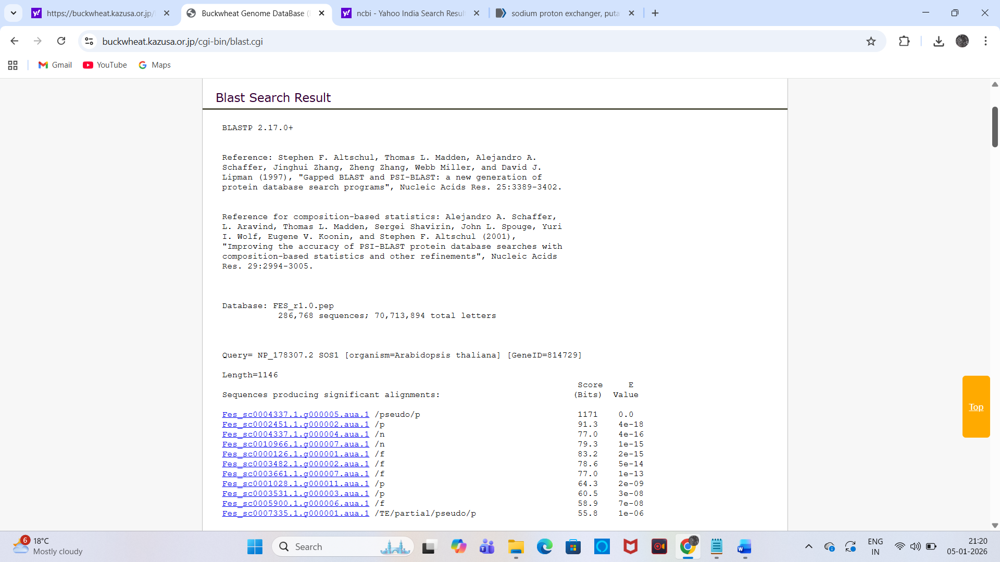 https://buckwheat.kazusa.or.jp/
Buckwheat Genome DataBase (
ncbi - Yahoo India Search Resul
sodium proton exchanger, puta
buckwheat.kazusa.or.jp/cgi-bin/blast.cgi
Gmail
YouTube
Maps
Blast Search Result
BLASTP 2.17.0+
Reference: Stephen F. Altschul, Thomas L. Madden, Alejandro A.
Schaffer, Jinghui Zhang, Zheng Zhang, Webb Miller, and David J.
Lipman (1997), "Gapped BLAST and PSI-BLAST: a new generation of
protein database search programs", Nucleic Acids Res. 25:3389-3402.
Reference for composition-based statistics: Alejandro A. Schaffer,
L. Aravind, Thomas L. Madden, Sergei Shavirin, John L. Spouge, Yuri
I. Wolf, Eugene V. Koonin, and Stephen F. Altschul (2001),
"Improving the accuracy of PSI-BLAST protein database searches with
composition-based statistics and other refinements", Nucleic Acids
Res. 29:2994-3005.
Database: FES_r1.0.pep
286,768 sequences; 70,713,894 total letters
Query= NP_178307.2 SOS1 [organism=Arabidopsis thaliana] [GeneID=814729]
Length=1146
Score E
Sequences producing significant alignments: (Bits) Value
Fes_sc0004337.1.g000005.aua.1 /pseudo/p 1171 0.0
Fes_sc0002451.1.g000002.aua.1 /p 91.3 4e-18
Fes_sc0004337.1.g000004.aua.1 /n 77.0 4e-16
Fes_sc0010966.1.g000007.aua.1 /n 79.3 1e-15
Fes_sc0000126.1.g000001.aua.1 /f 83.2 2e-15
Fes_sc0003482.1.g000002.aua.1 /f 78.6 5e-14
Fes_sc0003661.1.g000007.aua.1 /f 77.0 1e-13
Fes_sc0001028.1.g000011.aua.1 /p 64.3 2e-09
Fes_sc0003531.1.g000003.aua.1 /p 60.5 3e-08
Fes_sc0005900.1.g000006.aua.1 /f 58.9 7e-08
Fes_sc0007335.1.g000001.aua.1 /TE/partial/pseudo/p 55.8 1e-06
Top
6
18°C
Mostly cloudy
Search
ENG
IN
21:20
05-01-2026